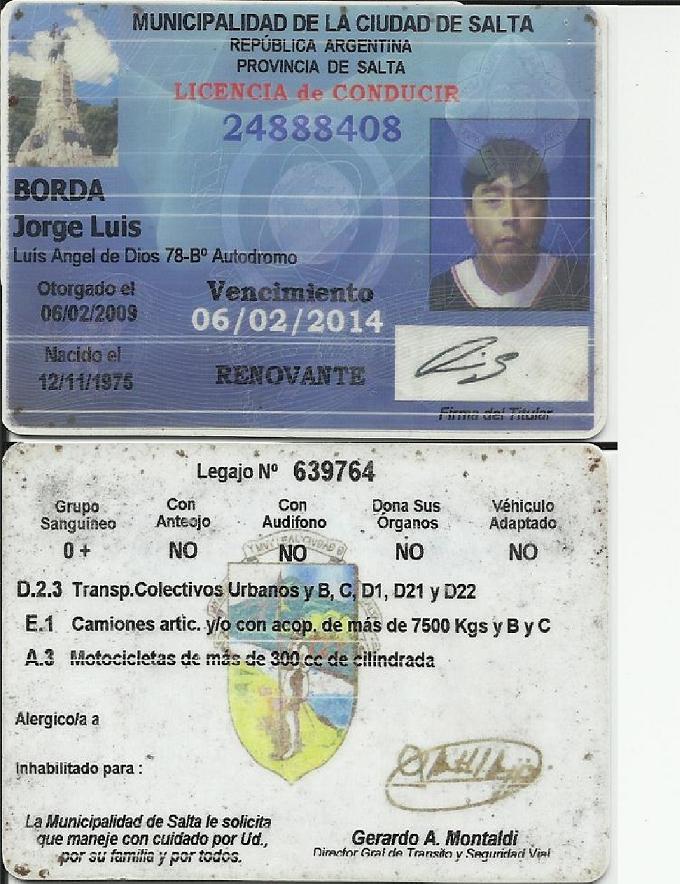 MUNICIPALIDAD DE LA CIUDAD DE SALTA
REPÚBLICA ARGENTINA
PROVINCIA DE SALTA
LICENCIA de CONDUCIR
24888408
BORDA
Jorge Luis
Luis Angel de Dios 78-Bº Autodromo
Otorgado el
06/02/2009
Vencimiento
06/02/2014
Nacido el
12/11/1975
RENOVANTE
Firma del Titular
Legajo Nº 639764
Grupo Sanguineo
Con Anteojo
Con Audifono
Dona Sus Órganos
Véhiculo Adaptado
0 + NO NO NO NO
D.2.3 Transp.Colectivos Urbanos y B, C, D1, D21 y D22
E.1 Camiones artic. y/o con acop. de más de 7500 Kgs y B y C
A.3 Motocicletas de más de 300 cc de cilindrada
Alergico/a a
Inhabilitado para :
La Municipalidad de Salta le solicita
que maneje con cuidado por Ud.,
por su familia y por todos.
Gerardo A. Montaldi
Director Gral de Transito y Seguridad Vial